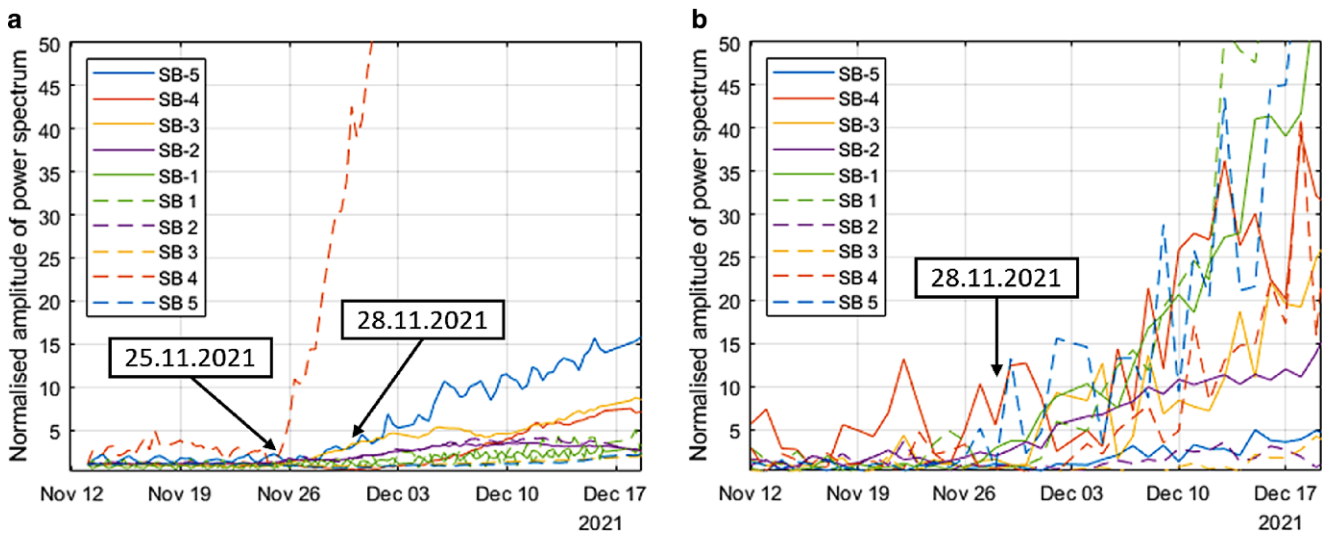 a
Normalised amplitude of power spectrum
50
45
40
35
30
25
20
15
10
5
SB-5
SB-4
SB-3
SB-2
SB-1
SB 1
SB 2
SB 3
SB 4
SB 5
25.11.2021
28.11.2021
Nov 12
Nov 19
Nov 26
Dec 03
Dec 10
Dec 17
2021
b
Normalised amplitude of power spectrum
50
45
40
35
30
25
20
15
10
5
SB-5
SB-4
SB-3
SB-2
SB-1
SB 1
SB 2
SB 3
SB 4
SB 5
28.11.2021
Nov 12
Nov 19
Nov 26
Dec 03
Dec 10
Dec 17
2021